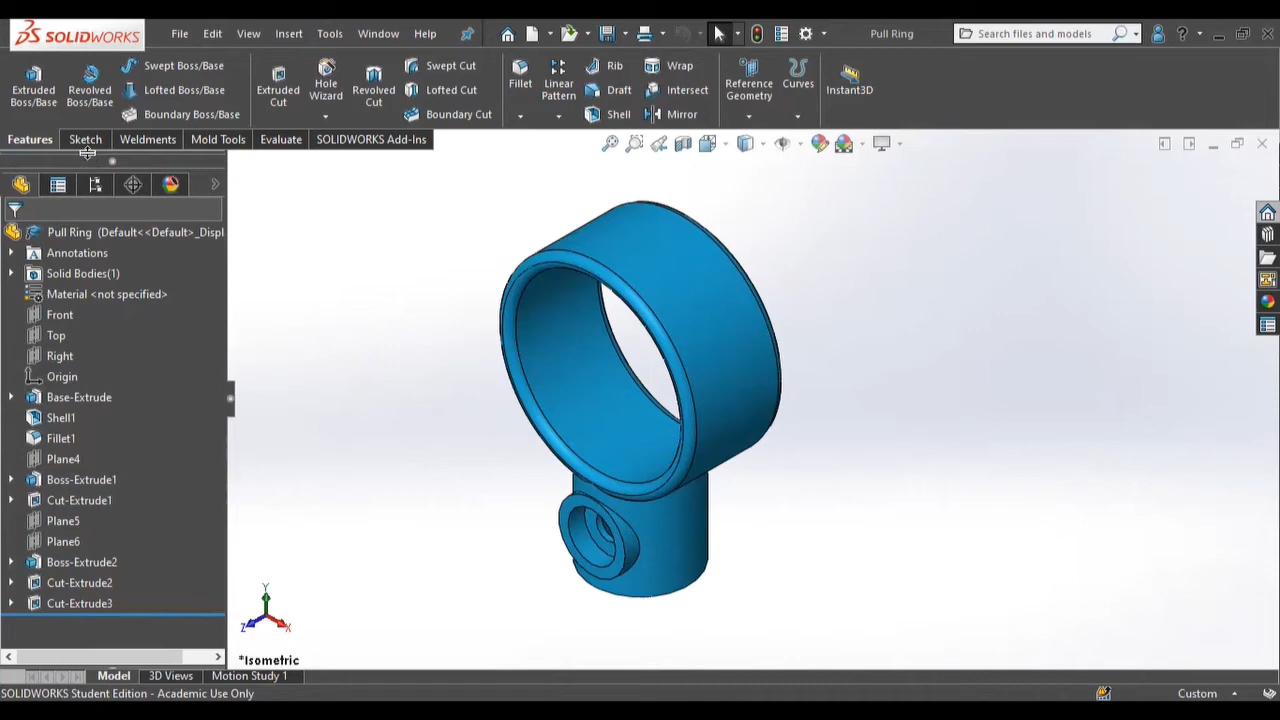 SOLIDWORKS File Edit View Insert Tools Window Help Pull Ring Search files and models ?
Extruded Boss/Base
Revolved Boss/Base
Swept Boss/Base
Lofted Boss/Base
Boundary Boss/Base
Extruded Cut
Hole Wizard
Revolved Cut
Swept Cut
Lofted Cut
Boundary Cut
Fillet
Linear Pattern
Rib
Draft
Shell
Wrap
Intersect
Mirror
Reference Geometry
Curves
Instant3D
Features Sketch Weldments Mold Tools Evaluate SOLIDWORKS Add-Ins
Pull Ring (Default<<Default>_Displ
Annotations
Solid Bodies(1)
Material <not specified>
Front
Top
Right
Origin
Base-Extrude
Shell1
Fillet1
Plane4
Boss-Extrude1
Cut-Extrude1
Plane5
Plane6
Boss-Extrude2
Cut-Extrude2
Cut-Extrude3
Y
Z X
*Isometric
Model 3D Views Motion Study 1
SOLIDWORKS Student Edition - Academic Use Only Custom